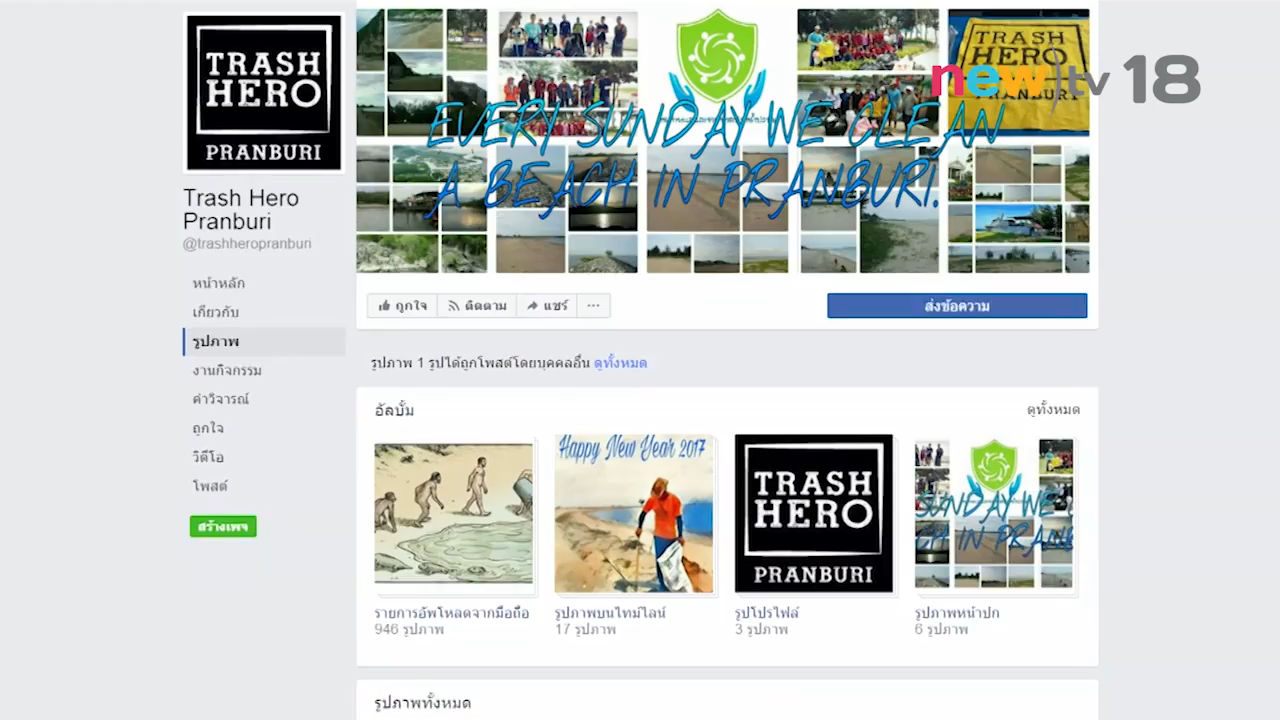 TRASH
HERO
PRANBURI
Trash Hero
Pranburi
@trashheropranburi
หน้าหลัก
เกี่ยวกับ
รูปภาพ
งานกิจกรรม
คำวิจารณ์
ถูกใจ
วิดีโอ
โพสต์
สร้างเพจ
TRASH
HERO
PRANBURI
new)tv 18
EVERY SUNDAY WE CLEAN
A BEACH IN PRANBURI.
ถูกใจ
ติดตาม
แชร์
ส่งข้อความ
รูปภาพ 1 รูปได้ถูกโพสต์โดยบุคคลอื่น ดูทั้งหมด
อัลบั้ม
ดูทั้งหมด
Happy New Year 2017
TRASH
HERO
PRANBURI
SUNDAY WE
CH IN PRANB
รายการอัพโหลดจากมือถือ
946 รูปภาพ
รูปภาพบนไทม์ไลน์
17 รูปภาพ
รูปโปรไฟล์
3 รูปภาพ
รูปภาพหน้าปก
6 รูปภาพ
รูปภาพทั้งหมด